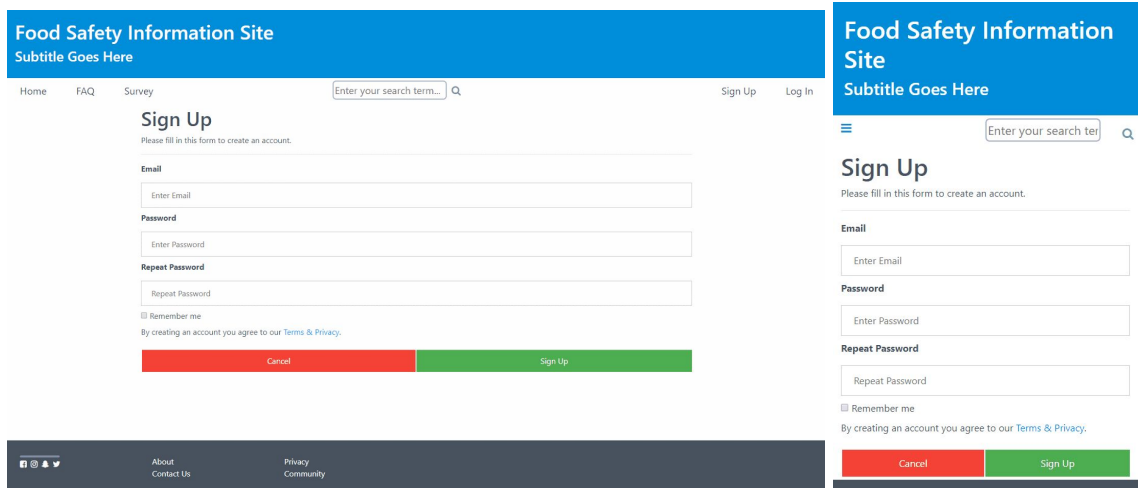 Food Safety Information Site
Subtitle Goes Here
Home FAQ Survey Enter your search term... Sign Up Log In
Sign Up
Please fill in this form to create an account.
Email
Enter Email
Password
Enter Password
Repeat Password
Repeat Password
Remember me
By creating an account you agree to our Terms & Privacy.
Cancel Sign Up
About Privacy
Contact Us Community
Food Safety Information
Site
Subtitle Goes Here
Enter your search ter
Sign Up
Please fill in this form to create an account.
Email
Enter Email
Password
Enter Password
Repeat Password
Repeat Password
Remember me
By creating an account you agree to our Terms & Privacy.
Cancel Sign Up